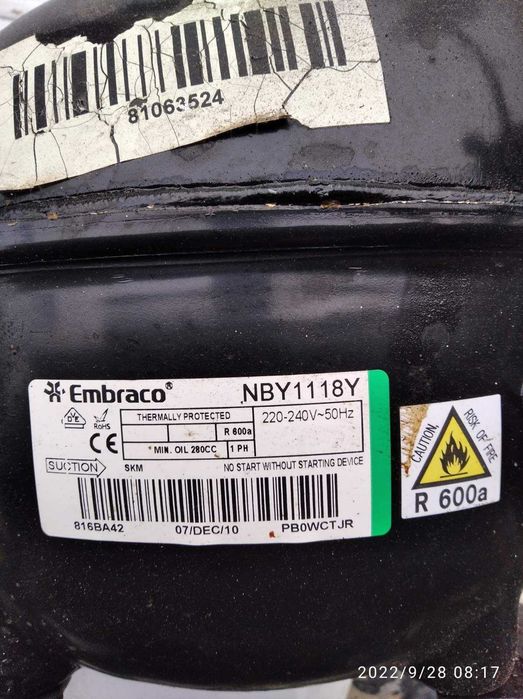 81063524
Embraco®
NBY1118Y
VDE
RoHS
CE
THERMALLY PROTECTED
R 600a
MIN. OIL 280CC
1 PH
220-240V~50Hz
SUCTION
SKM
NO START WITHOUT STARTING DEVICE
816BA42
07/DEC/10
PB0WCTJR
CAUTION,
RISK OF FIRE
R 600a
2022/9/28 08:17